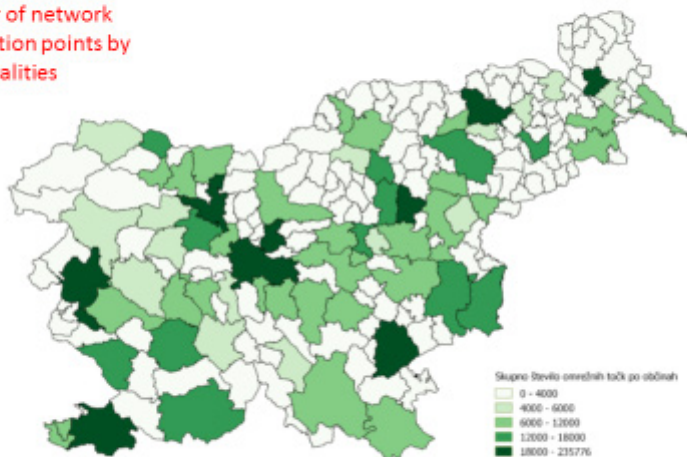 of network
tion points by
alities
Skupno število omrežnih točk po občinah
0 - 4000
4000 - 6000
6000 - 12000
12000 - 18000
18000 - 235776